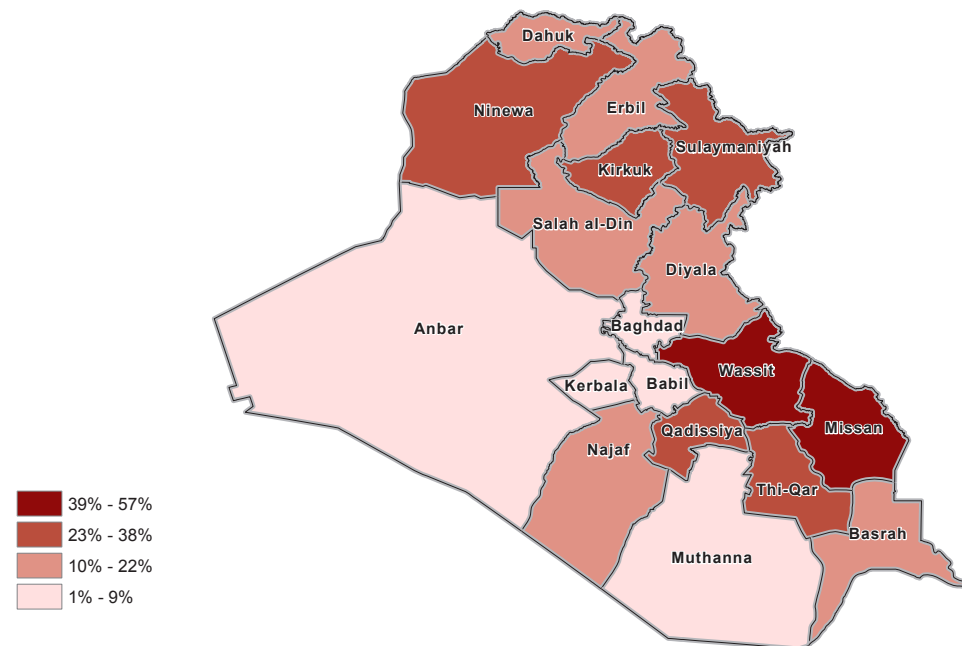 Dahuk
Ninewa
Erbil
Sulaymaniyah
Kirkuk
Salah al-Din
Diyala
Anbar
Baghdad
Wassit
Kerbala
Babil
Missan
Qadissiya
Najaf
Thi-Qar
Basrah
Muthanna
39% - 57%
23% - 38%
10% - 22%
1% - 9%